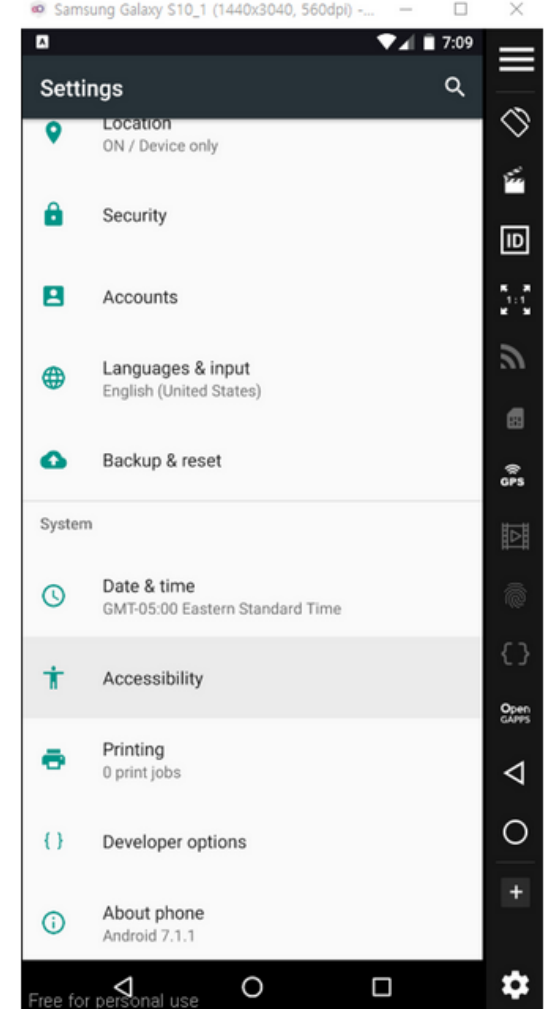 Samsung Galaxy S10_1 (1440x3040, 560dpi) -...
A
7:09
Settings
Location
ON / Device only
Security
ID
Accounts
1:1
Languages & input
English (United States)
Backup & reset
GPS
System
Date & time
GMT-05:00 Eastern Standard Time
{ }
Accessibility
Open
GAPPS
Printing
0 print jobs
{ }
Developer options
About phone
Android 7.1.1
Free for personal use